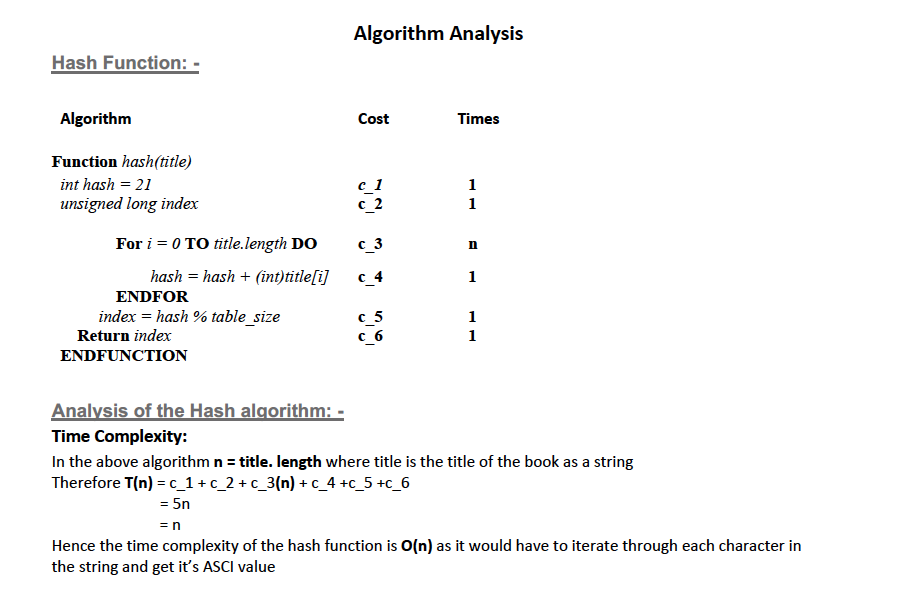 Algorithm Analysis
Hash Function: -
Algorithm Cost Times
Function hash(title)
int hash = 21 c_1 1
unsigned long index c_2 1
For i = 0 TO title.length DO c_3 n
hash = hash + (int)title[i] c_4 1
ENDFOR
index = hash % table_size c_5 1
Return index c_6 1
ENDFUNCTION
Analysis of the Hash algorithm: -
Time Complexity:
In the above algorithm n = title. length where title is the title of the book as a string
Therefore T(n) = c_1 + c_2 + c_3(n) + c_4 +c_5 +c_6
= 5n
= n
Hence the time complexity of the hash function is O(n) as it would have to iterate through each character in
the string and get it's ASCI value